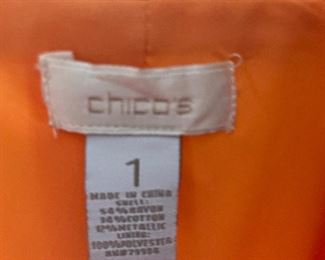 chico's
1
MADE IN CHINA
SHELL:
54%RAYON
34%COTTON
12%METALLIC
LINING:
100%POLYESTER